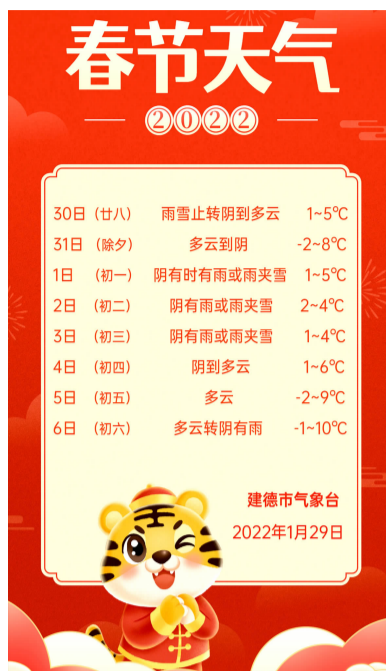 春节天气
2022
30日（廿八） 雨雪止转阴到多云 1~5℃
31日（除夕） 多云到阴 -2~8℃
1日（初一） 阴有时有雨或雨夹雪 1~5℃
2日（初二） 阴有雨或雨夹雪 2~4℃
3日（初三） 阴有雨或雨夹雪 1~4℃
4日（初四） 阴到多云 1~6℃
5日（初五） 多云 -2~9℃
6日（初六） 多云转阴有雨 -1~10℃
建德市气象台
2022年1月29日